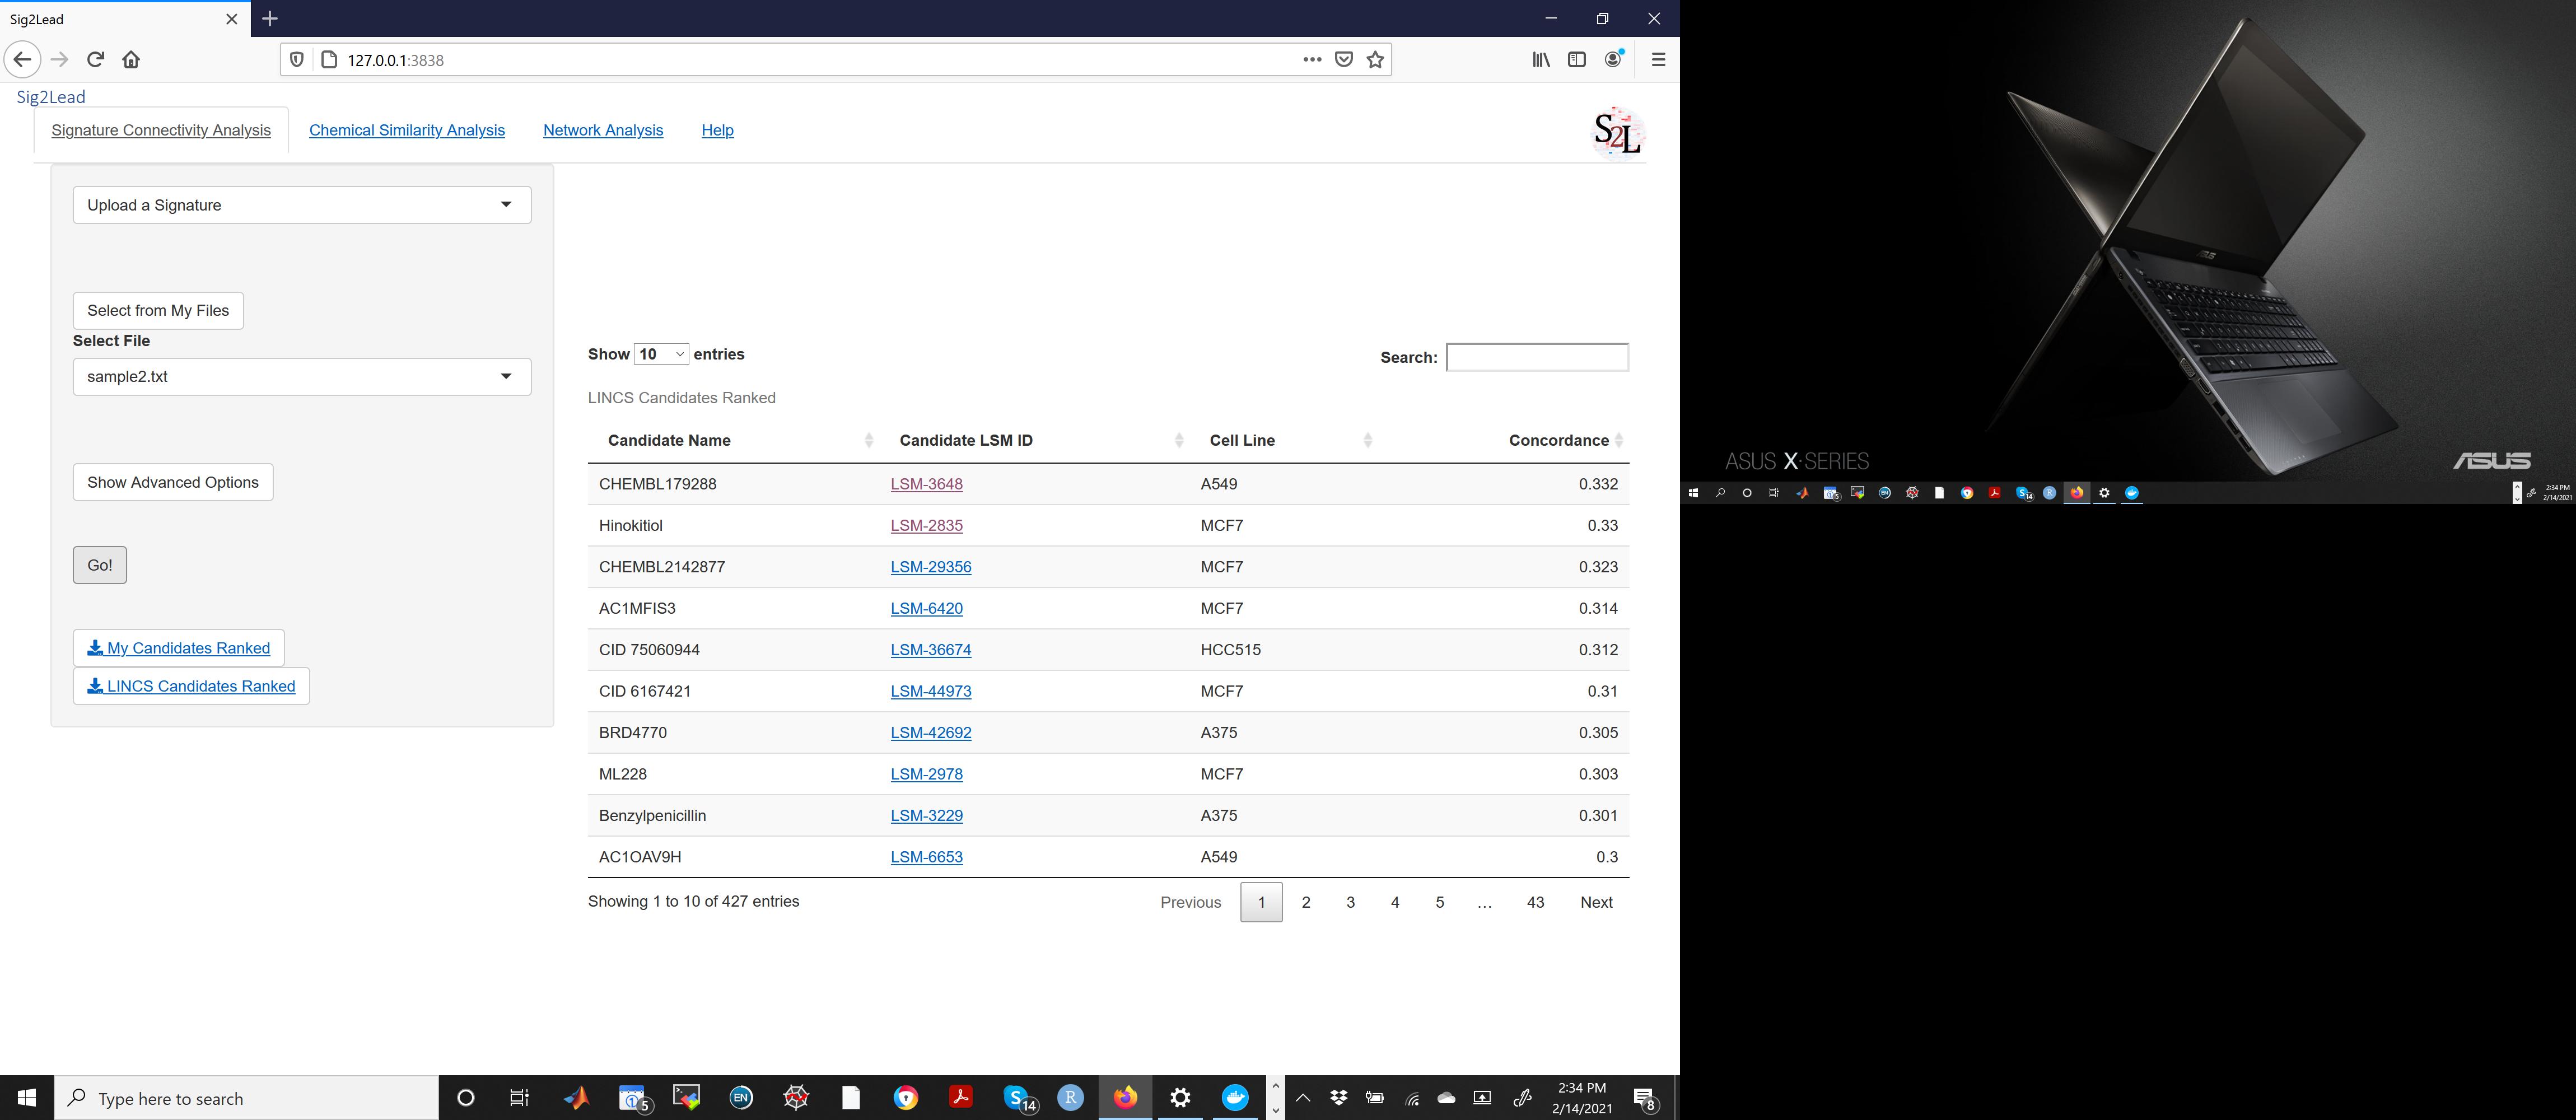 Sig2Lead
127.0.0.1:3838
Sig2Lead
Signature Connectivity Analysis
Chemical Similarity Analysis
Network Analysis
Help
S2L
Upload a Signature
Select from My Files
Select File
sample2.txt
Show Advanced Options
Go!
My Candidates Ranked
LINCS Candidates Ranked
Show 10 entries
Search:
LINCS Candidates Ranked
Candidate Name Candidate LSM ID Cell Line Concordance
CHEMBL179288 LSM-3648 A549 0.332
Hinokitiol LSM-2835 MCF7 0.33
CHEMBL2142877 LSM-29356 MCF7 0.323
AC1MFIS3 LSM-6420 MCF7 0.314
CID 75060944 LSM-36674 HCC515 0.312
CID 6167421 LSM-44973 MCF7 0.31
BRD4770 LSM-42692 A375 0.305
ML228 LSM-2978 MCF7 0.303
Benzylpenicillin LSM-3229 A375 0.301
AC1OAV9H LSM-6653 A549 0.3
Showing 1 to 10 of 427 entries
Previous 1 2 3 4 5 … 43 Next
Type here to search
5
EN
S 14
R
2:34 PM
2/14/2021
8
ASUS
ASUS X-SERIES
ASUS
5
EN
S 14
R
2:34 PM
2/14/2021